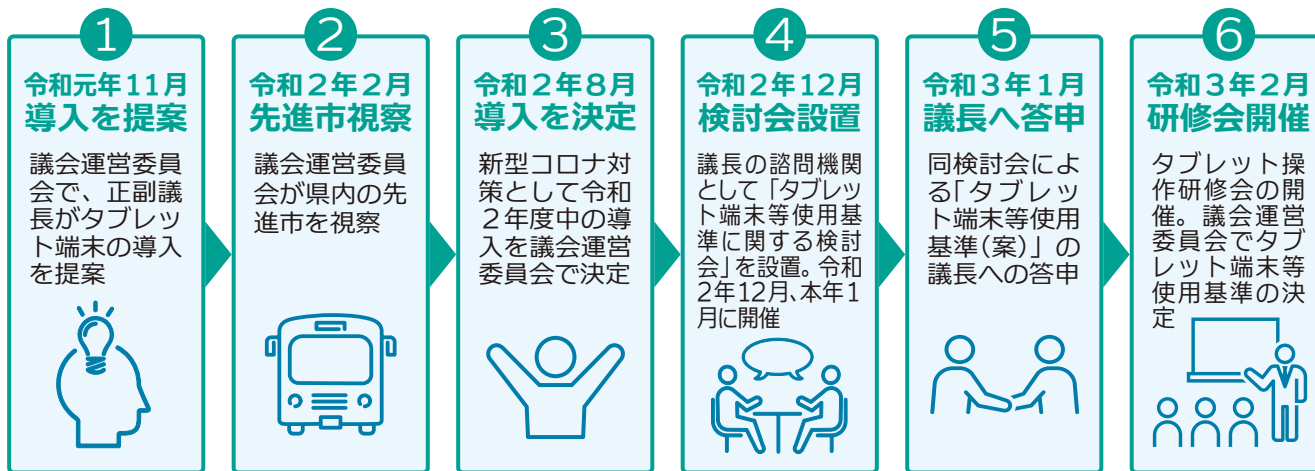 1
令和元年11月
導入を提案
議会運営委員
会で、正副議
長がタブレッ
ト端末の導入
を提案
2
令和2年2月
先進市視察
議会運営委員
会が県内の先
進市を視察
3
令和2年8月
導入を決定
新型コロナ対
策として令和
2年度中の導
入を議会運営
委員会で決定
4
令和2年12月
検討会設置
議長の諮問機関
として「タブレッ
ト端末等使用基
準に関する検討
会」を設置。令和
2年12月、本年1
月に開催
5
令和3年1月
議長へ答申
同検討会によ
る「タブレッ
ト端末等使用
基準(案)」の
議長への答申
6
令和3年2月
研修会開催
タブレット操
作研修会の開
催。議会運営
委員会でタブ
レット端末等
使用基準の決
定